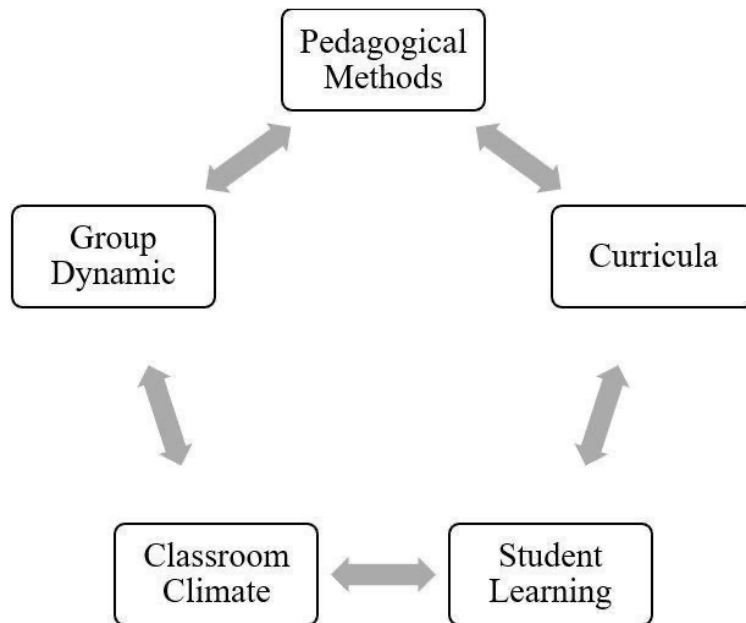 Pedagogical
Methods
Group
Dynamic
Curricula
Classroom
Climate
Student
Learning